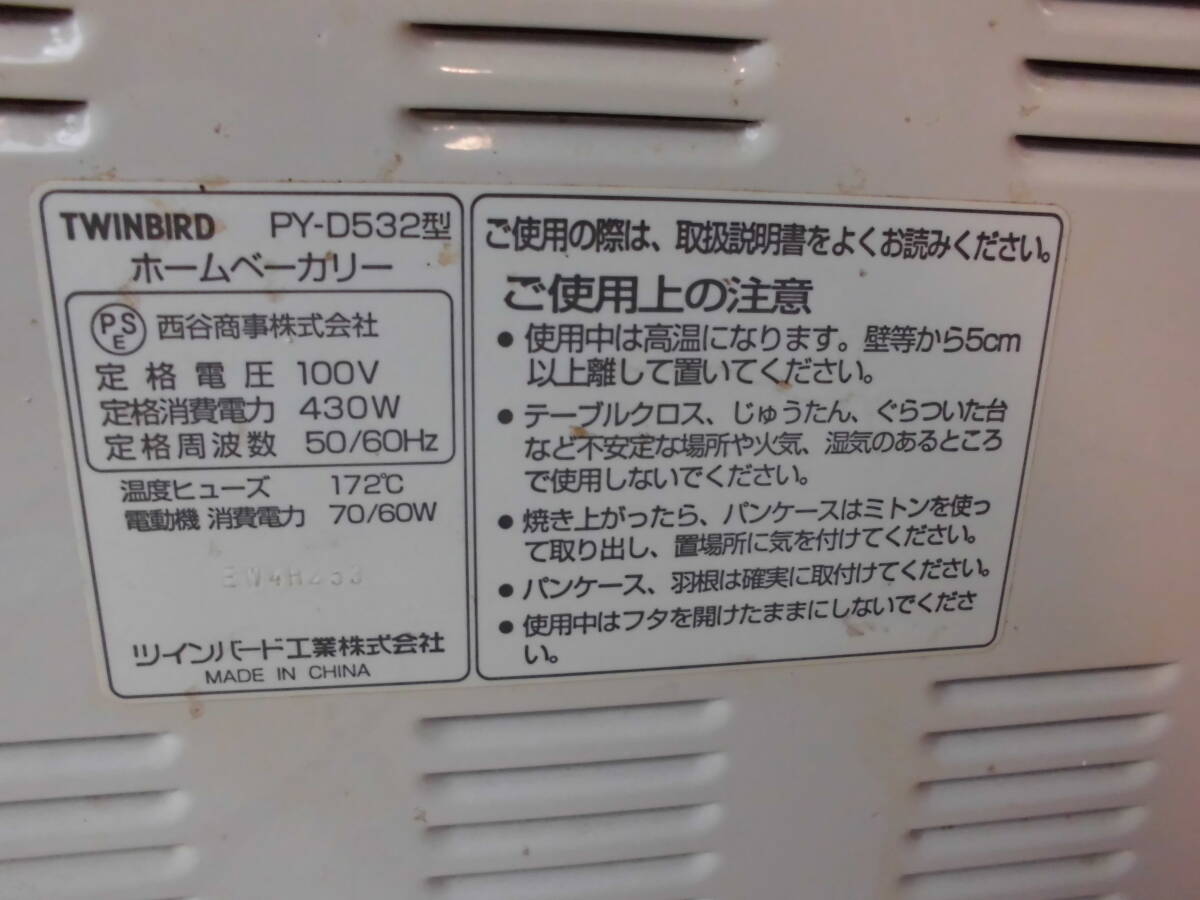 TWINBIRD PY-D532型
ホームベーカリー
PSE 西谷商事株式会社
定格電圧 100V
定格消費電力 430W
定格周波数 50/60Hz
温度ヒューズ 172℃
電動機 消費電力 70/60W
ツインバード工業株式会社
MADE IN CHINA
ご使用の際は、取扱説明書をよくお読みください。
ご使用上の注意
● 使用中は高温になります。壁等から5cm
以上離して置いてください。
● テーブルクロス、じゅうたん、ぐらついた台
など不安定な場所や火気、湿気のあるところ
で使用しないでください。
● 焼き上がったら、パンケースはミトンを使っ
て取り出し、置場所に気を付けてください。
● パンケース、羽根は確実に取付けてください。
● 使用中はフタを開けたままにしないでくださ
い。